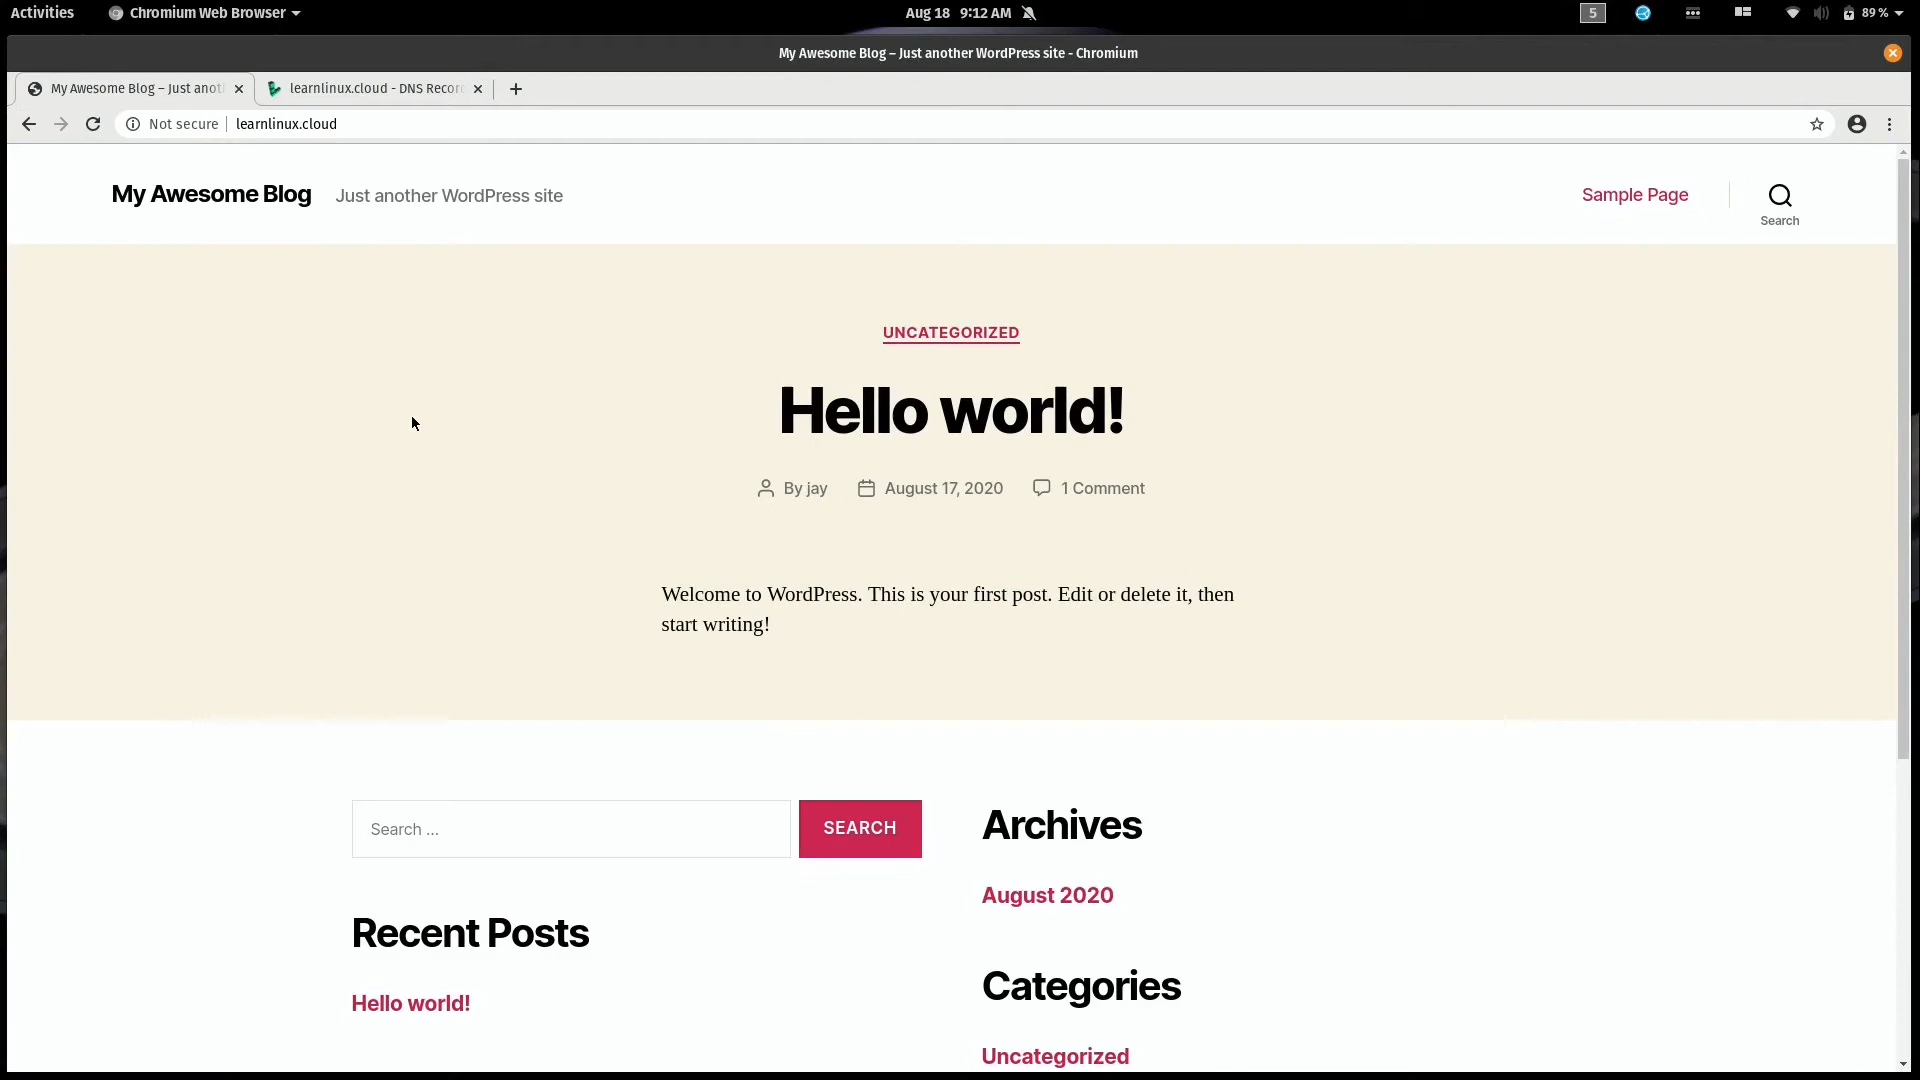 Activities
Chromium Web Browser
Aug 18 9:12 AM
5
89 %
My Awesome Blog – Just another WordPress site - Chromium
My Awesome Blog – Just anot
learnlinux.cloud - DNS Recor
Not secure
learnlinux.cloud
My Awesome Blog
Just another WordPress site
Sample Page
Search
UNCATEGORIZED
Hello world!
By jay
August 17, 2020
1 Comment
Welcome to WordPress. This is your first post. Edit or delete it, then
start writing!
Search …
SEARCH
Recent Posts
Hello world!
Archives
August 2020
Categories
Uncategorized